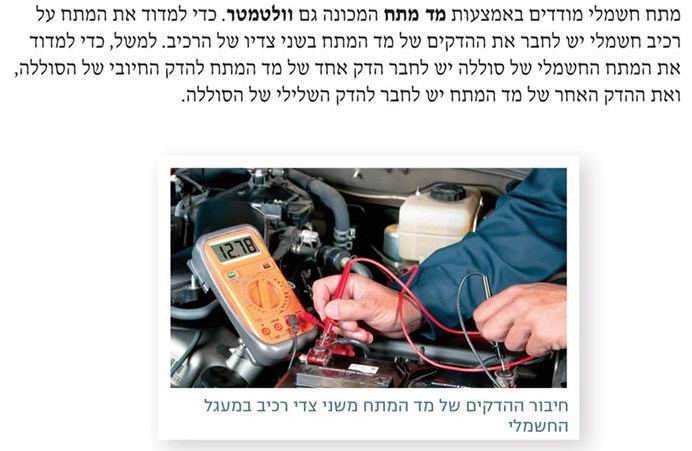 מתח חשמלי מודדים באמצעות מד מתח המכונה גם וולטמטר. כדי למדוד את המתח על
רכיב חשמלי יש לחבר את ההדקים של מד המתח בשני צדיו של הרכיב. למשל, כדי למדוד
את המתח החשמלי של סוללה יש לחבר הדק אחד של מד המתח להדק החיובי של הסוללה,
ואת ההדק האחר של מד המתח יש לחבר להדק השלילי של הסוללה.
12.78
חיבור ההדקים של מד המתח משני צדי רכיב במעגל
החשמלי